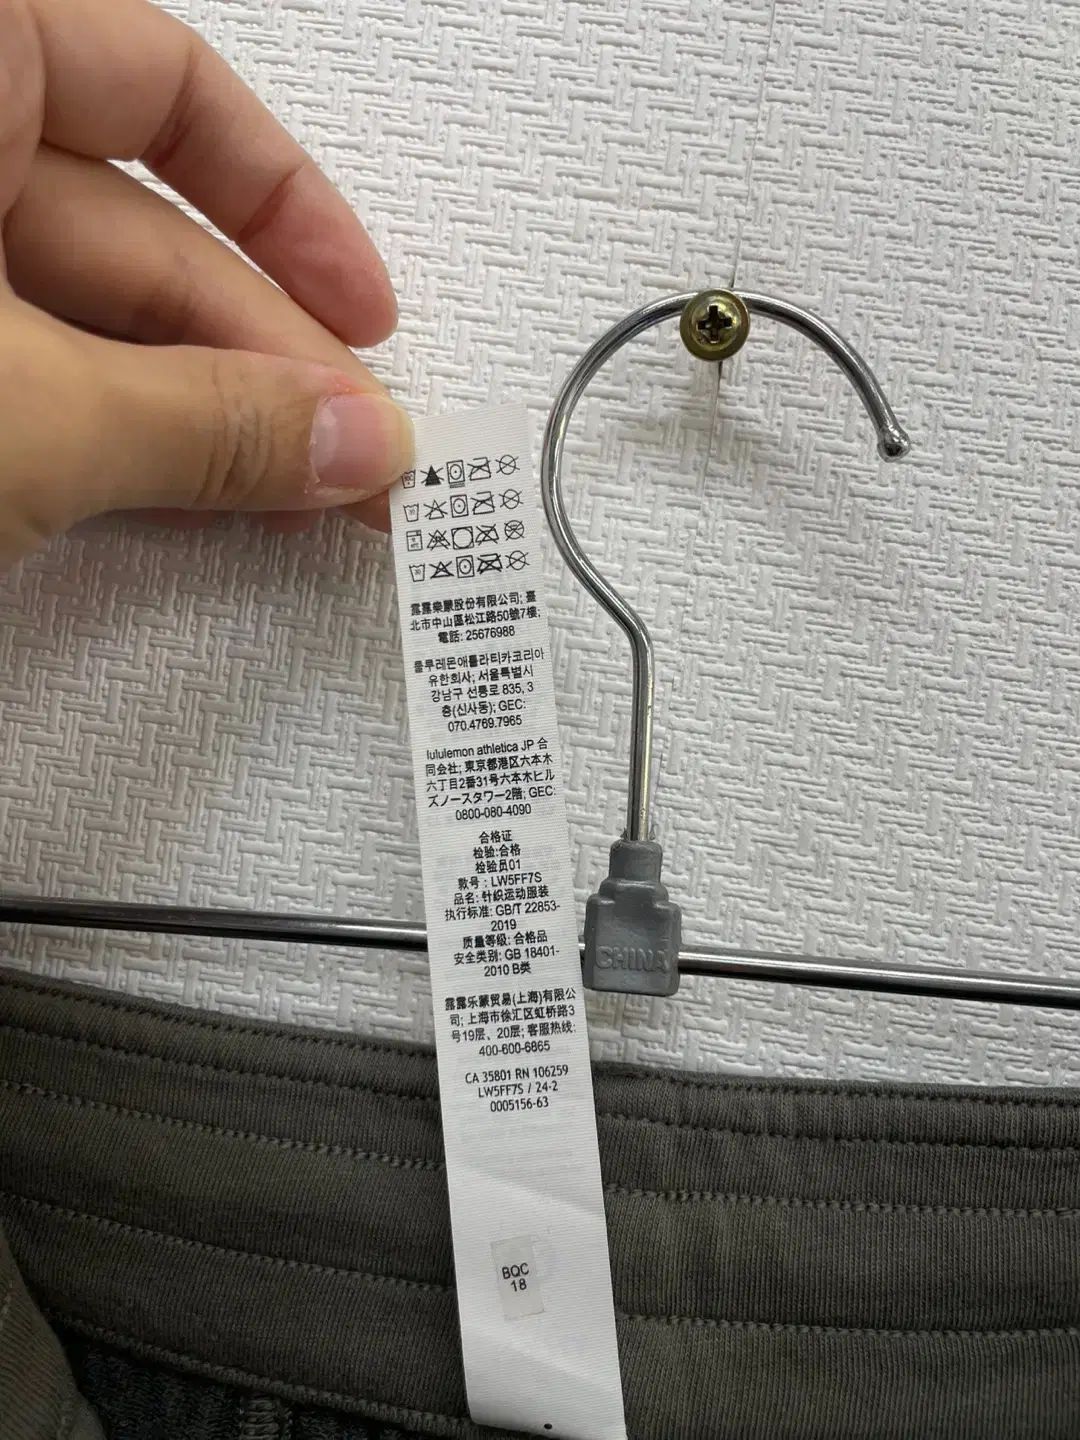 露露樂蒙股份有限公司; 臺
北市中山區松江路50號7樓;
電話: 25676988
룰루레몬애틀라티카코리아
유한회사; 서울특별시
강남구 선릉로 835, 3
층(신사동); GEC:
070.4769.7965
lululemon athletica JP 合
同会社; 東京都港区六本木
六丁目2番31号六本木ヒル
ズノースタワー2階; GEC:
0800-080-4090
合格证
检验:合格
检验员01
款号 : LW5FF7S
品名: 针织运动服装
执行标准: GB/T 22853-
2019
质量等级: 合格品
安全类别: GB 18401-
2010 B类
露露乐蒙贸易(上海)有限公
司; 上海市徐汇区虹桥路3
号19层、20层; 客服热线:
400-600-6865
CA 35801 RN 106259
LW5FF7S / 24-2
0005156-63
BQC
18
CHINA